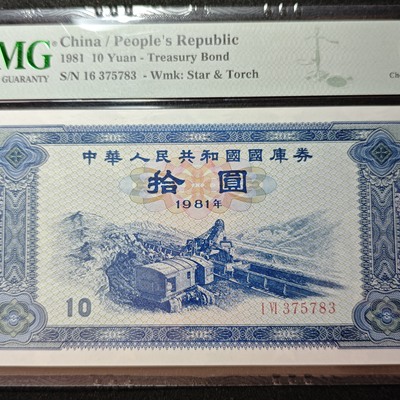 MG China / People's Republic
GUARANTY 1981 10 Yuan - Treasury Bond
S/N 16 375783 - Wmk: Star & Torch
中華人民共和國國庫券
拾圓
1981年
10
I VI 375783